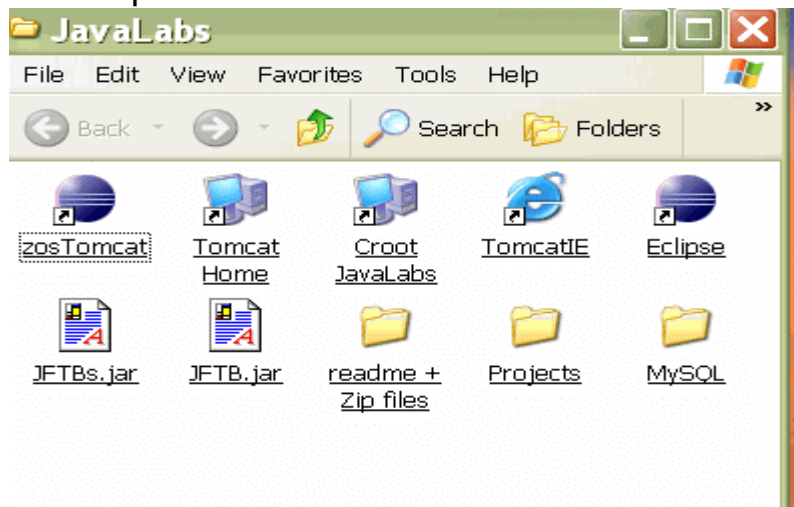 JavaLabs
File Edit View Favorites Tools Help
Back Search Folders »
zosTomcat Tomcat Home Croot JavaLabs TomcatIE Eclipse
JFTBs.jar JFTB.jar readme + Zip files Projects MySQL